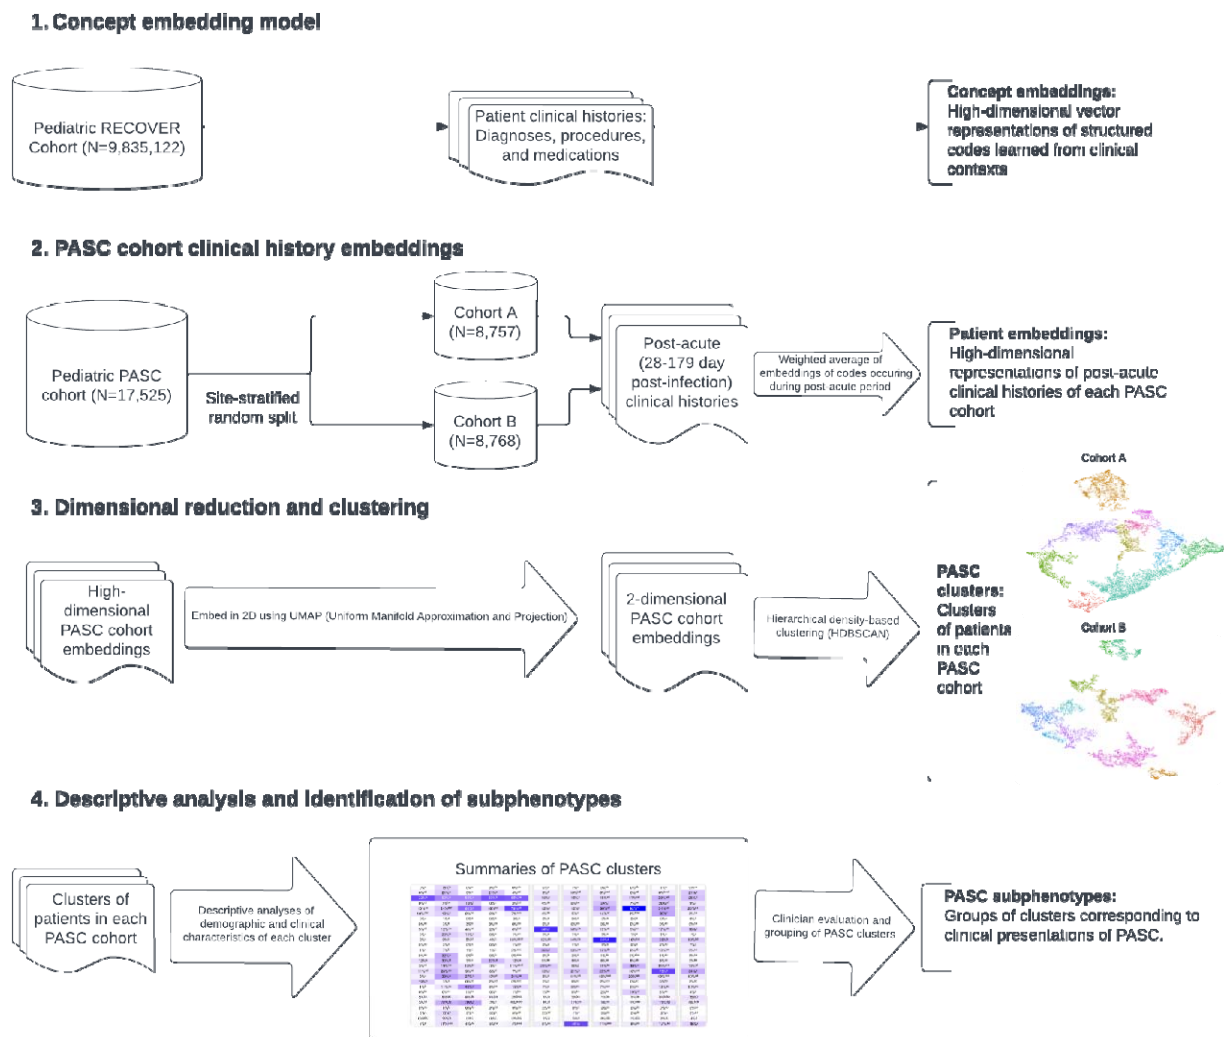 1. Concept embedding model
Pediatric RECOVER
Cohort (N=9,835,122)
Patient clinical histories:
Diagnoses, procedures,
and medications
Concept embeddings:
High-dimensional vector
representations of structured
codes learned from clinical
contexts
2. PASC cohort clinical history embeddings
Pediatric PASC
cohort (N=17,525)
Site-stratified
random split
Cohort A
(N=8,757)
Cohort B
(N=8,768)
Post-acute
(28-179 day
post-infection)
clinical histories
Weighted average of
embeddings of codes occuring
during post-acute period
Patient embeddings:
High-dimensional
representations of post-acute
clinical histories of each PASC
cohort
3. Dimensional reduction and clustering
High-
dimensional
PASC cohort
embeddings
Embed in 2D using UMAP (Uniform Manifold Approximation and Projection)
2-dimensional
PASC cohort
embeddings
Hierarchical density-based
clustering (HDBSCAN)
PASC
clusters:
Clusters
of patients
in each
PASC
cohort
Cohort A
Cohort B
4. Descriptive analysis and identification of subphenotypes
Clusters of
patients in each
PASC cohort
Descriptive analyses of
demographic and clinical
characteristics of each cluster
Summaries of PASC clusters
Clinician evaluation and
grouping of PASC clusters
PASC subphenotypes:
Groups of clusters corresponding to
clinical presentations of PASC.